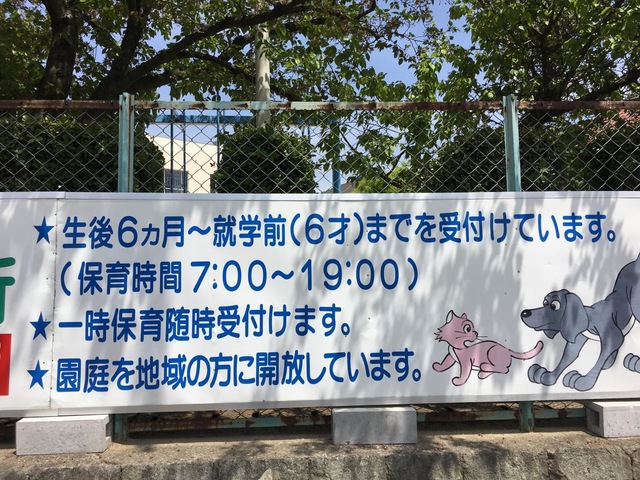 ★生後6ヵ月～就学前(6才)までを受付けています。
(保育時間 7:00～19:00)
★一時保育随時受付けます。
★園庭を地域の方に開放しています。